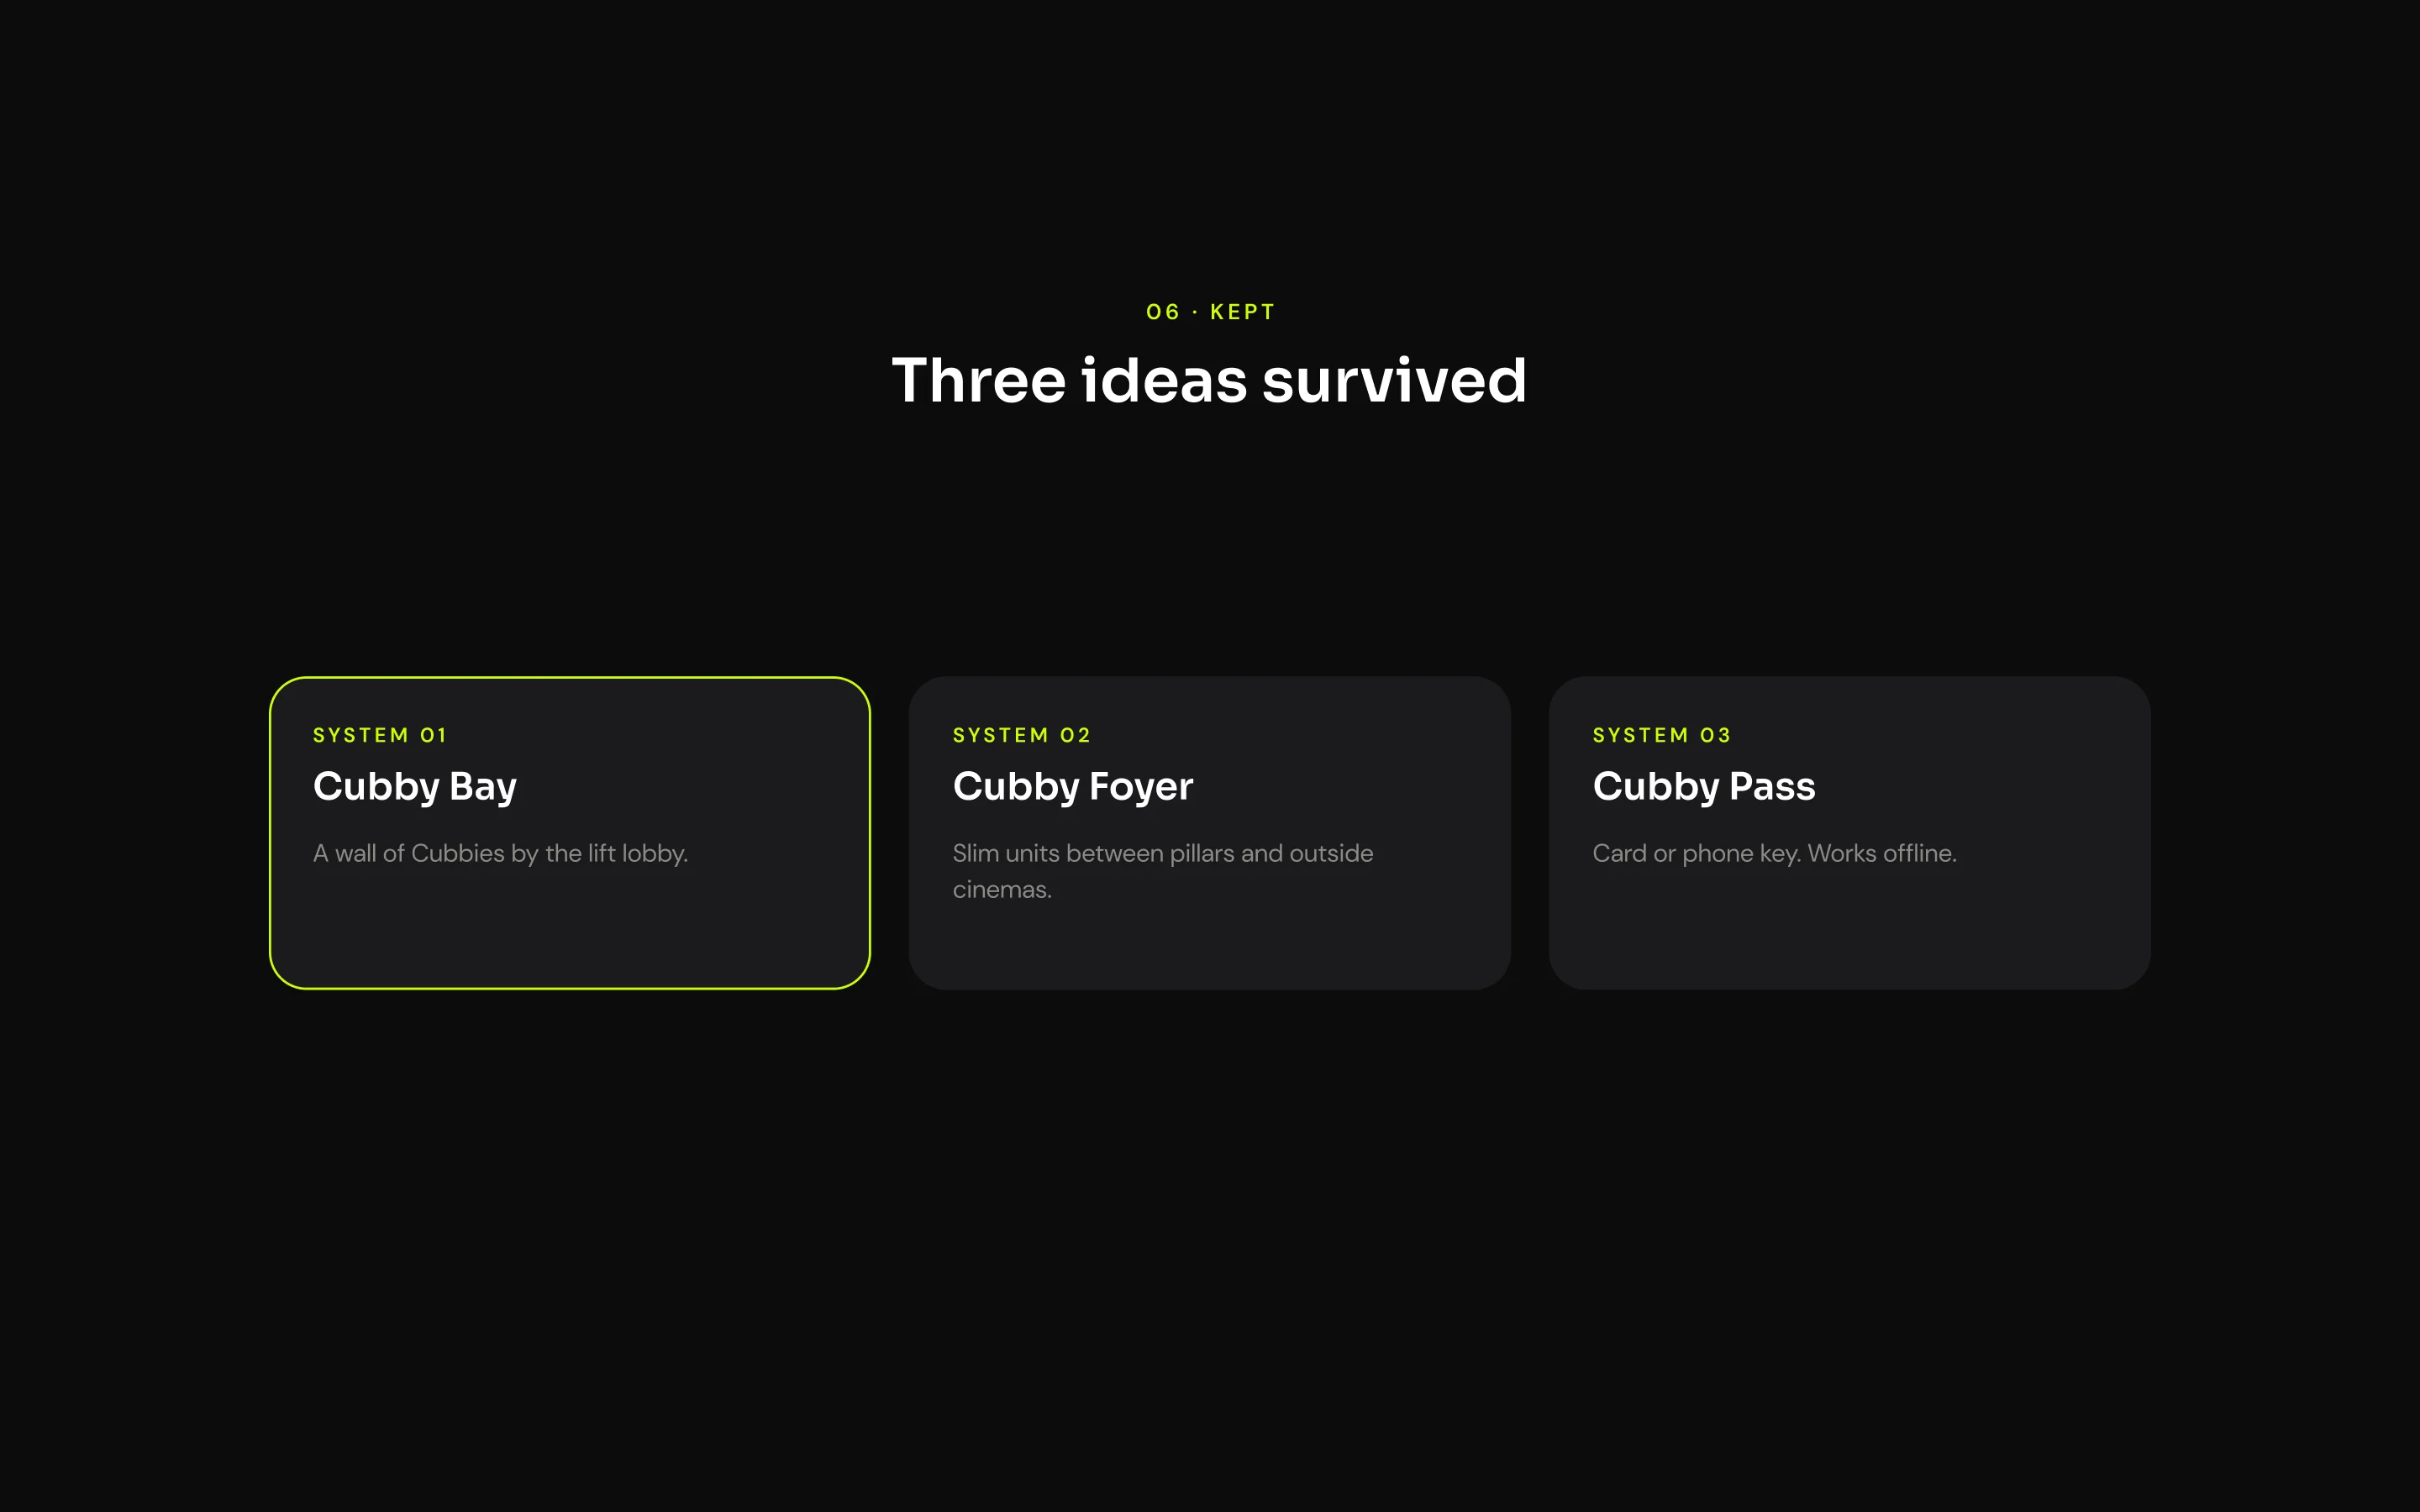 06 · KEPT
Three ideas survived
SYSTEM 01
Cubby Bay
A wall of Cubbies by the lift lobby.
SYSTEM 02
Cubby Foyer
Slim units between pillars and outside
cinemas.
SYSTEM 03
Cubby Pass
Card or phone key. Works offline.